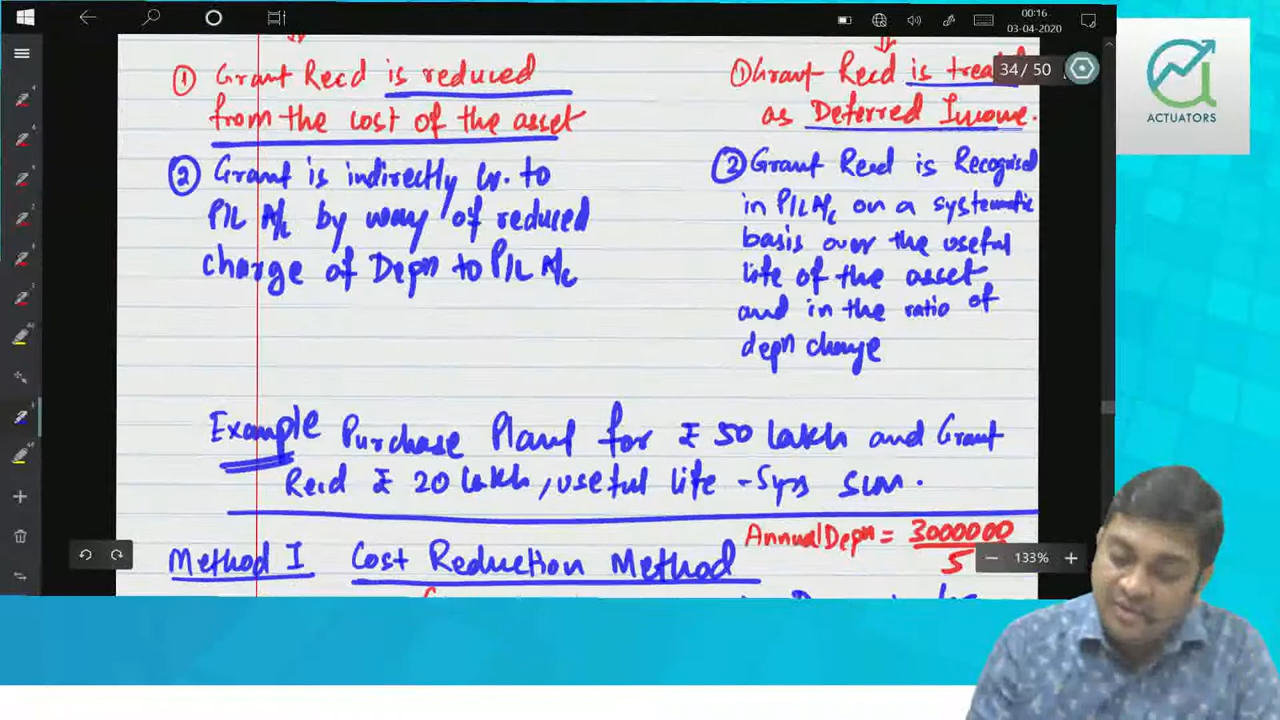 00:16
03-04-2020
34 / 50
ACTUATORS
① Grant Recd is reduced
from the cost of the asset
② Grant is indirectly Cr. to
P/L A/c by way of reduced
charge of Depn to P/L A/c
① Grant Recd is
as Deferred Income.
② Grant Recd is Recognised
in P/L A/c on a systematic
basis over the useful
life of the asset
and in the ratio of
depn charge
Example Purchase Plant for ₹ 50 lakh and Grant
Recd ₹ 20 lakh, useful life - 5yrs SLM.
Annual Depn = 3000000
5
133%
Method I Cost Reduction Method